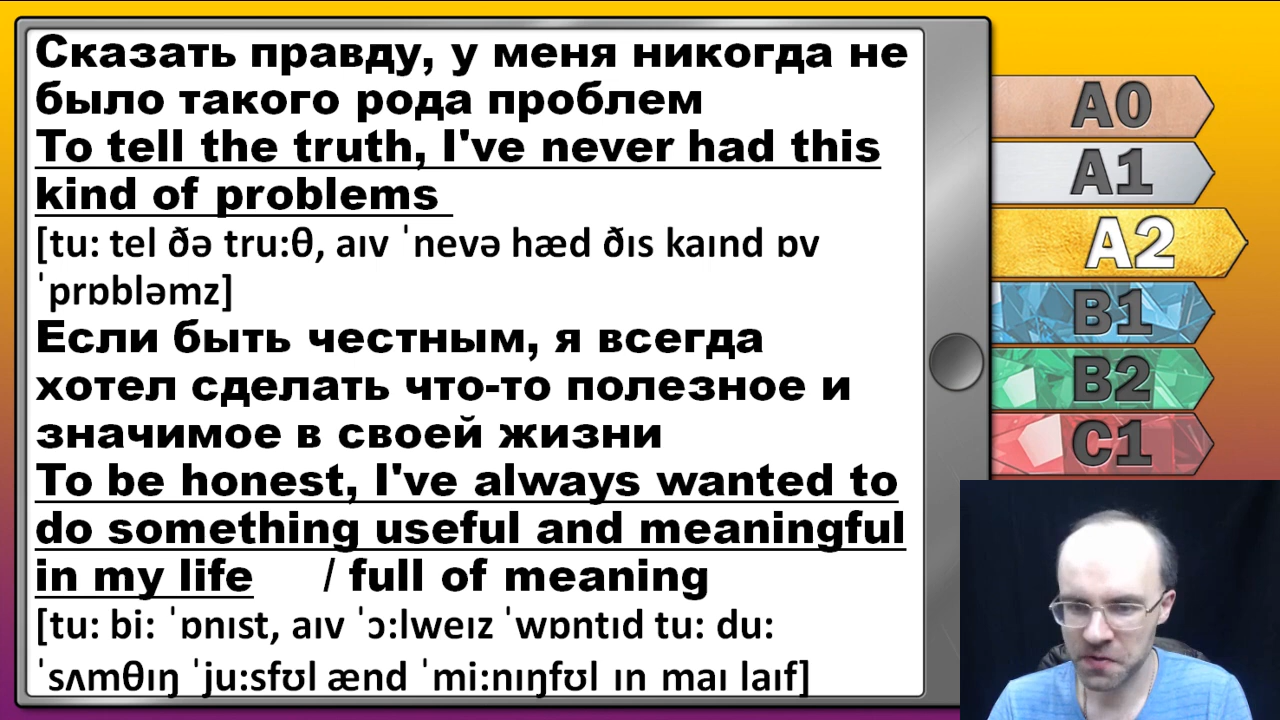 Сказать правду, у меня никогда не
было такого рода проблем
To tell the truth, I've never had this
kind of problems
[tu: tel ðə tru:θ, aɪv ˈnevə hæd ðɪs kaɪnd ɒv
ˈprɒbləmz]
Если быть честным, я всегда
хотел сделать что-то полезное и
значимое в своей жизни
To be honest, I've always wanted to
do something useful and meaningful
in my life / full of meaning
[tu: bi: ˈɒnɪst, aɪv ˈɔ:lweɪz ˈwɒntɪd tu: du:
ˈsʌmθɪŋ ˈju:sfʊl ænd ˈmi:nɪŋfʊl ɪn maɪ laɪf]
A0
A1
A2
B1
B2
C1